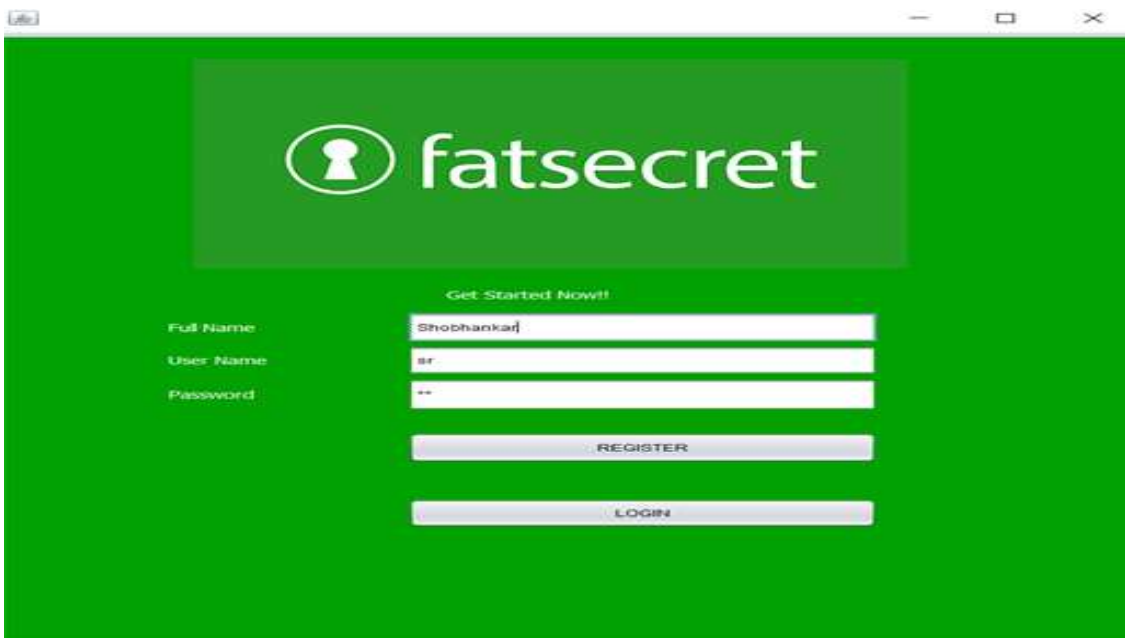 fatsecret
Get Started Now!!
Full Name Shobhankar
User Name sr
Password **
REGISTER
LOGIN